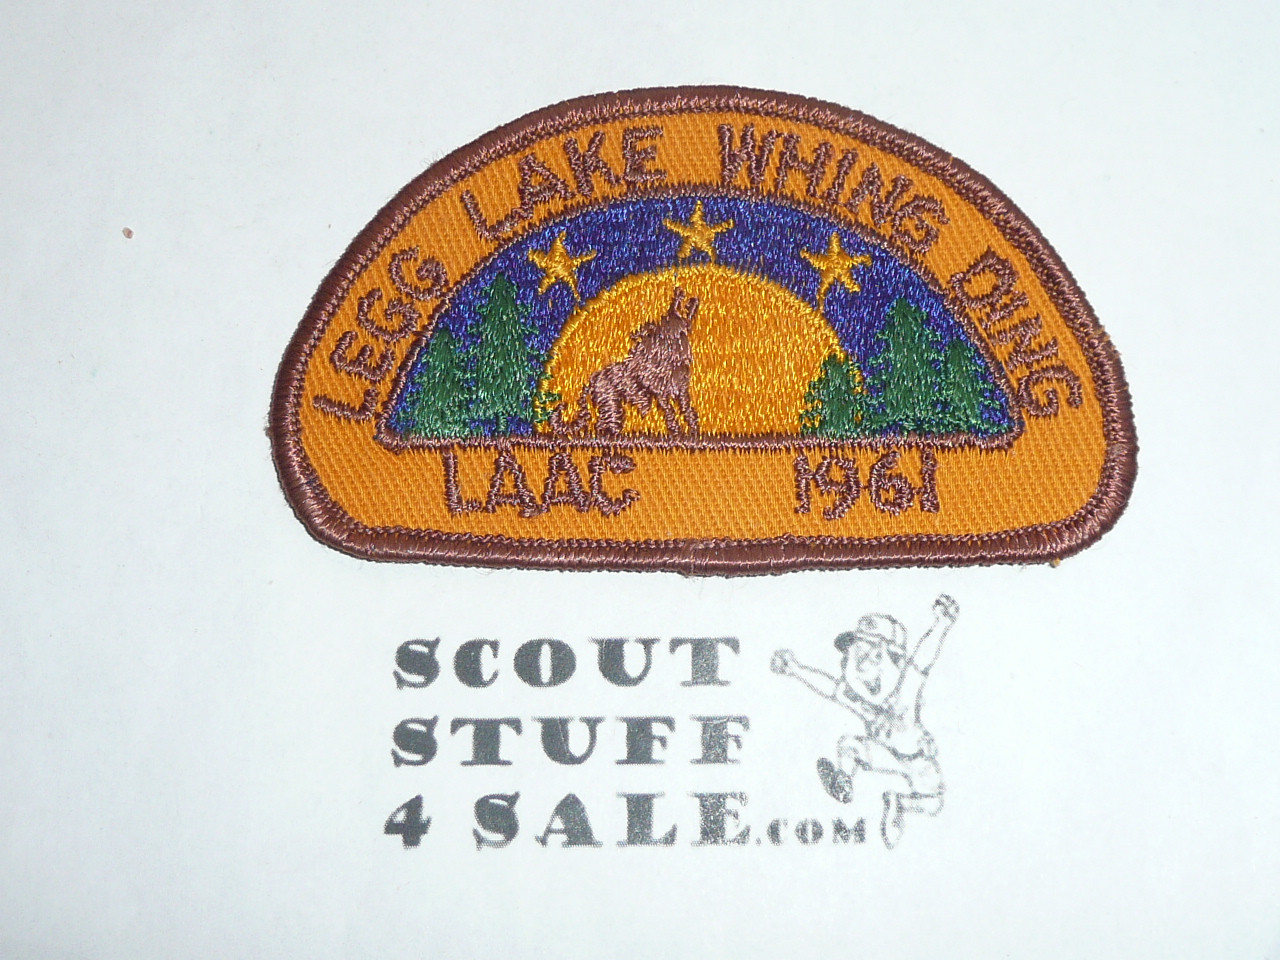 LEGG LAKE WHING DING
LAAC 1961
SCOUT
STUFF
4 SALE.COM